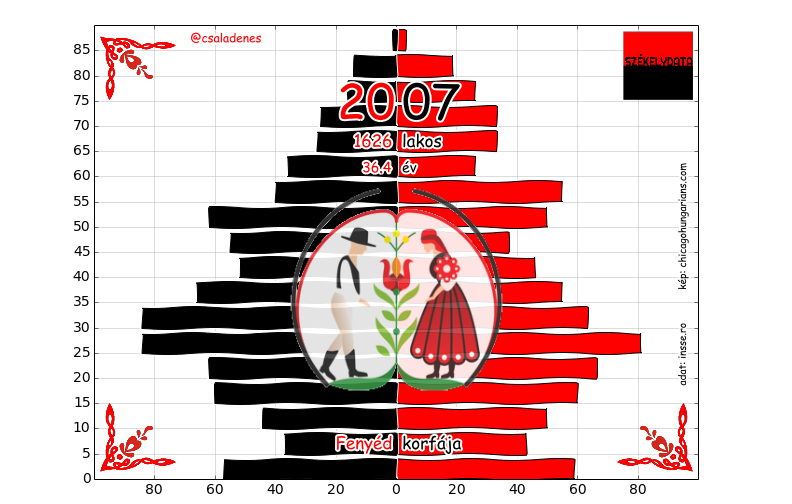 @csaladenes
SZÉKELYDATA
2007
1626 lakos
36.4 év
kép: chicagohungarians.com
adat: insse.ro
Fenyéd korfája
85
80
75
70
65
60
55
50
45
40
35
30
25
20
15
10
5
0
80 60 40 20 0 20 40 60 80